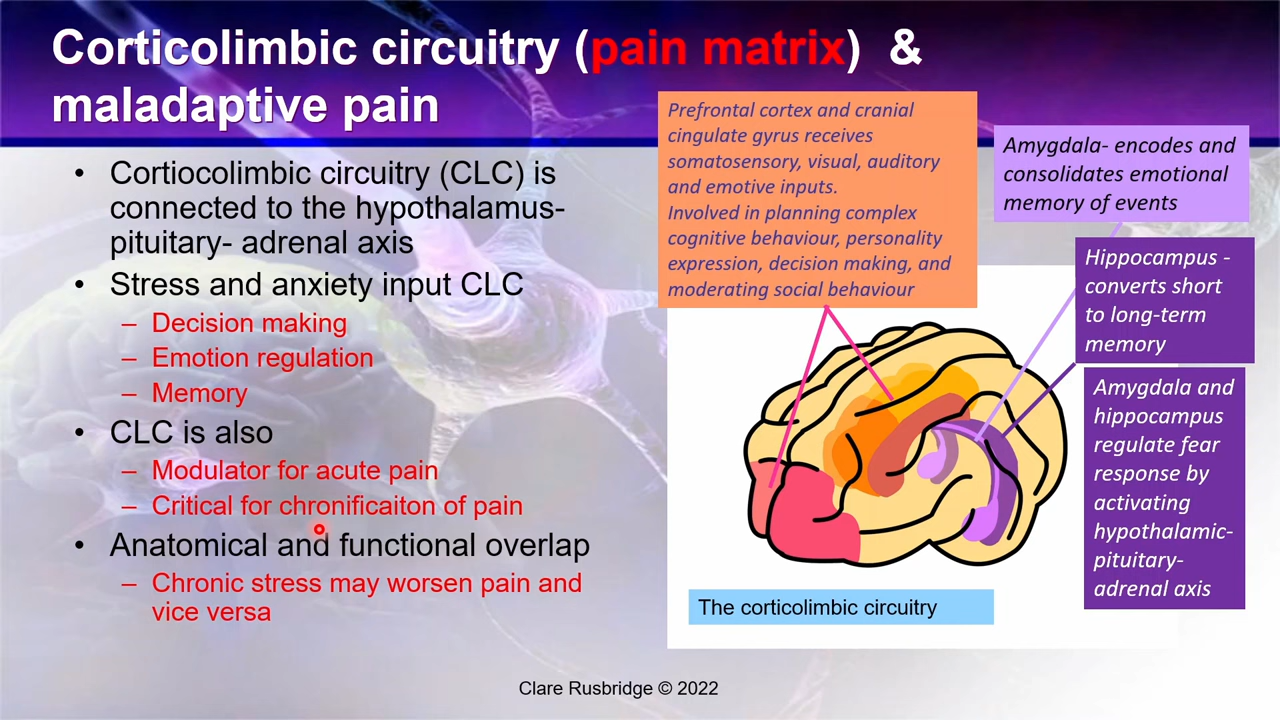 Corticolimbic circuitry (pain matrix) &
maladaptive pain
• Cortiocolimbic circuitry (CLC) is
connected to the hypothalamus-
pituitary- adrenal axis
• Stress and anxiety input CLC
– Decision making
– Emotion regulation
– Memory
• CLC is also
– Modulator for acute pain
– Critical for chronificaiton of pain
• Anatomical and functional overlap
– Chronic stress may worsen pain and
vice versa
Prefrontal cortex and cranial
cingulate gyrus receives
somatosensory, visual, auditory
and emotive inputs.
Involved in planning complex
cognitive behaviour, personality
expression, decision making, and
moderating social behaviour
Amygdala- encodes and
consolidates emotional
memory of events
Hippocampus -
converts short
to long-term
memory
Amygdala and
hippocampus
regulate fear
response by
activating
hypothalamic-
pituitary-
adrenal axis
The corticolimbic circuitry
Clare Rusbridge © 2022